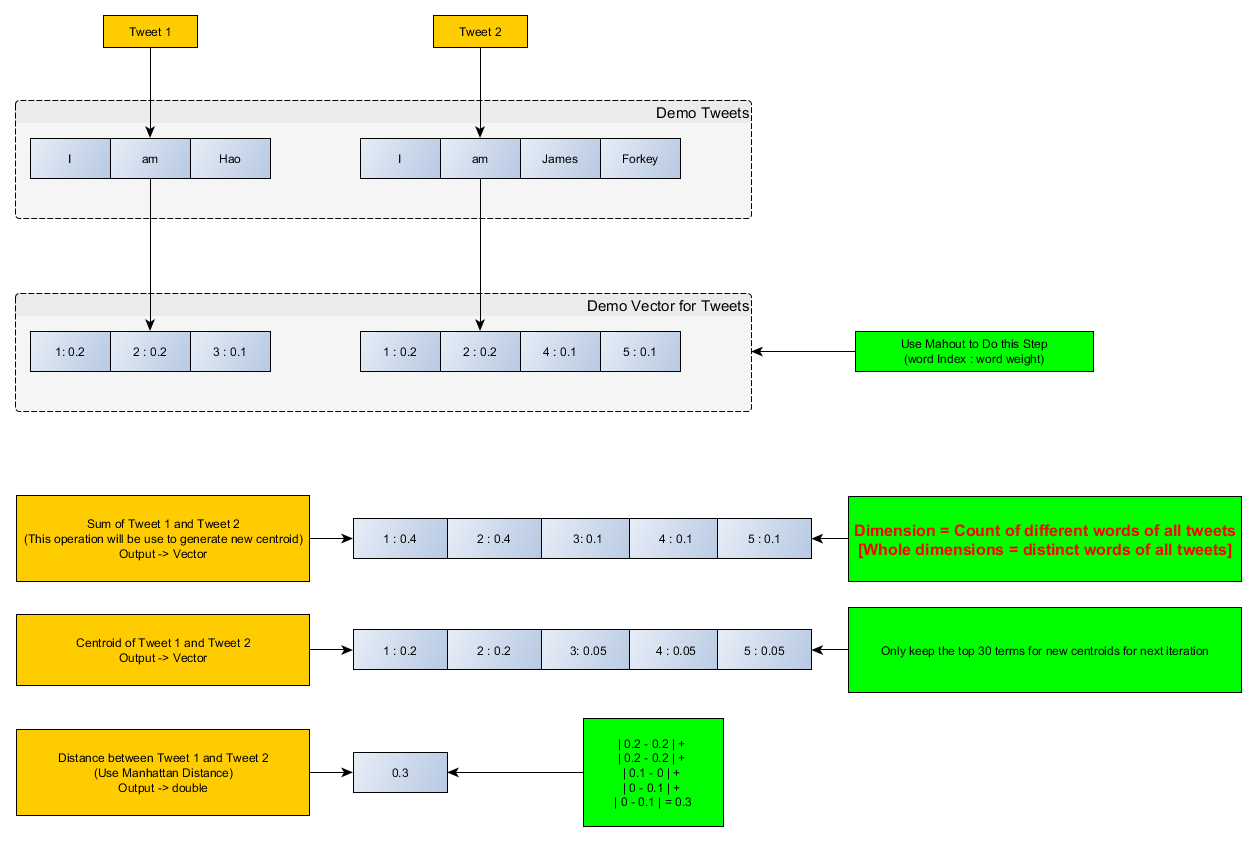 Tweet 1
Tweet 2
Demo Tweets
I
am
Hao
I
am
James
Forkey
Demo Vector for Tweets
1: 0.2
2 : 0.2
3 : 0.1
1 : 0.2
2 : 0.2
4 : 0.1
5 : 0.1
Use Mahout to Do this Step
(word Index : word weight)
Sum of Tweet 1 and Tweet 2
(This operation will be use to generate new centroid)
Output -> Vector
1 : 0.4
2 : 0.4
3: 0.1
4 : 0.1
5 : 0.1
Dimension = Count of different words of all tweets
[Whole dimensions = distinct words of all tweets]
Centroid of Tweet 1 and Tweet 2
Output -> Vector
1 : 0.2
2 : 0.2
3: 0.05
4 : 0.05
5 : 0.05
Only keep the top 30 terms for new centroids for next iteration
Distance between Tweet 1 and Tweet 2
(Use Manhattan Distance)
Output -> double
0.3
| 0.2 - 0.2 | +
| 0.2 - 0.2 | +
| 0.1 - 0 | +
| 0 - 0.1 | +
| 0 - 0.1 | = 0.3